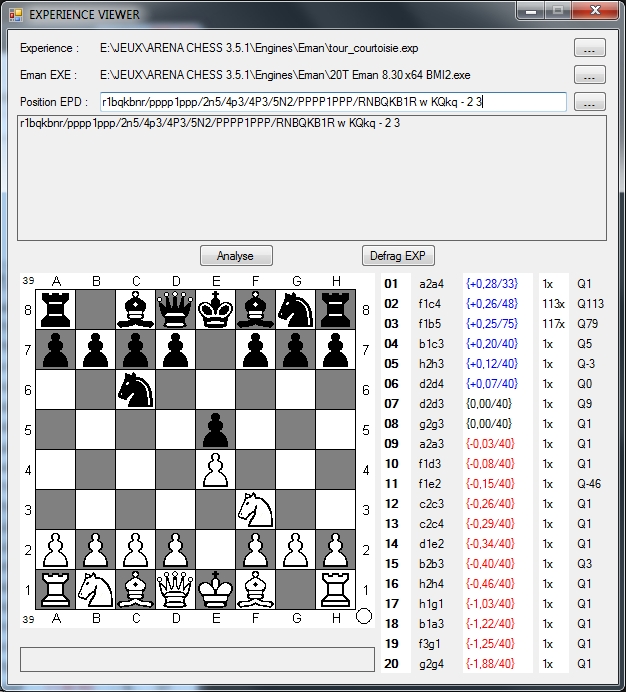 EXPERIENCE VIEWER
Experience : E:\JEUX\ARENA CHESS 3.5.1\Engines\Eman\tour_courtoisie.exp ...
Eman EXE : E:\JEUX\ARENA CHESS 3.5.1\Engines\Eman\20T Eman 8.30 x64 BMI2.exe ...
Position EPD : r1bqkbnr/pppp1ppp/2n5/4p3/4P3/5N2/PPPP1PPP/RNBQKB1R w KQkq - 2 3 ...
r1bqkbnr/pppp1ppp/2n5/4p3/4P3/5N2/PPPP1PPP/RNBQKB1R w KQkq - 2 3
Analyse Defrag EXP
39 A B C D E F G H
8 8
7 7
6 6
5 5
4 4
3 3
2 2
1 1
39 A B C D E F G H
01 a2a4 {+0,28/33} 1x Q1
02 f1c4 {+0,26/48} 113x Q113
03 f1b5 {+0,25/75} 117x Q79
04 b1c3 {+0,20/40} 1x Q5
05 h2h3 {+0,12/40} 1x Q-3
06 d2d4 {+0,07/40} 1x Q0
07 d2d3 {0,00/40} 1x Q9
08 g2g3 {0,00/40} 1x Q1
09 a2a3 {-0,03/40} 1x Q1
10 f1d3 {-0,08/40} 1x Q1
11 f1e2 {-0,15/40} 1x Q-46
12 c2c3 {-0,26/40} 1x Q1
13 c2c4 {-0,29/40} 1x Q1
14 d1e2 {-0,34/40} 1x Q1
15 b2b3 {-0,40/40} 1x Q3
16 h2h4 {-0,46/40} 1x Q1
17 h1g1 {-1,03/40} 1x Q1
18 b1a3 {-1,22/40} 1x Q1
19 f3g1 {-1,25/40} 1x Q1
20 g2g4 {-1,88/40} 1x Q1